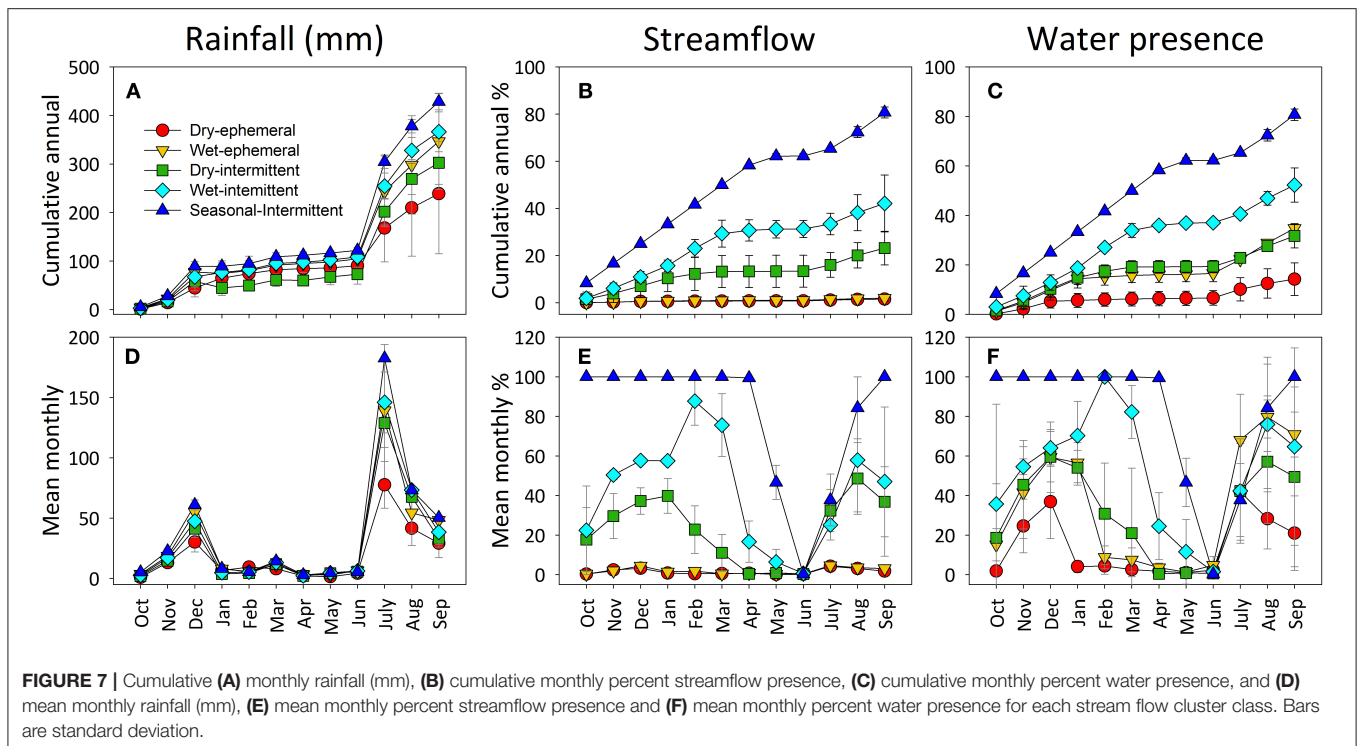 Rainfall (mm)
Streamflow
Water presence
A
Cumulative annual
500
400
300
200
100
0
Dry-ephemeral
Wet-ephemeral
Dry-intermittent
Wet-intemittent
Seasonal-Intermittent
B
Cumulative annual %
100
80
60
40
20
0
C
100
80
60
40
20
0
D
Mean monthly
200
150
100
50
0
Oct Nov Dec Jan Feb Mar Apr May Jun July Aug Sep
E
Mean monthly %
120
100
80
60
40
20
0
Oct Nov Dec Jan Feb Mar Apr May Jun July Aug Sep
F
120
100
80
60
40
20
0
Oct Nov Dec Jan Feb Mar Apr May Jun July Aug Sep
FIGURE 7 | Cumulative (A) monthly rainfall (mm), (B) cumulative monthly percent streamflow presence, (C) cumulative monthly percent water presence, and (D)
mean monthly rainfall (mm), (E) mean monthly percent streamflow presence and (F) mean monthly percent water presence for each stream flow cluster class. Bars
are standard deviation.